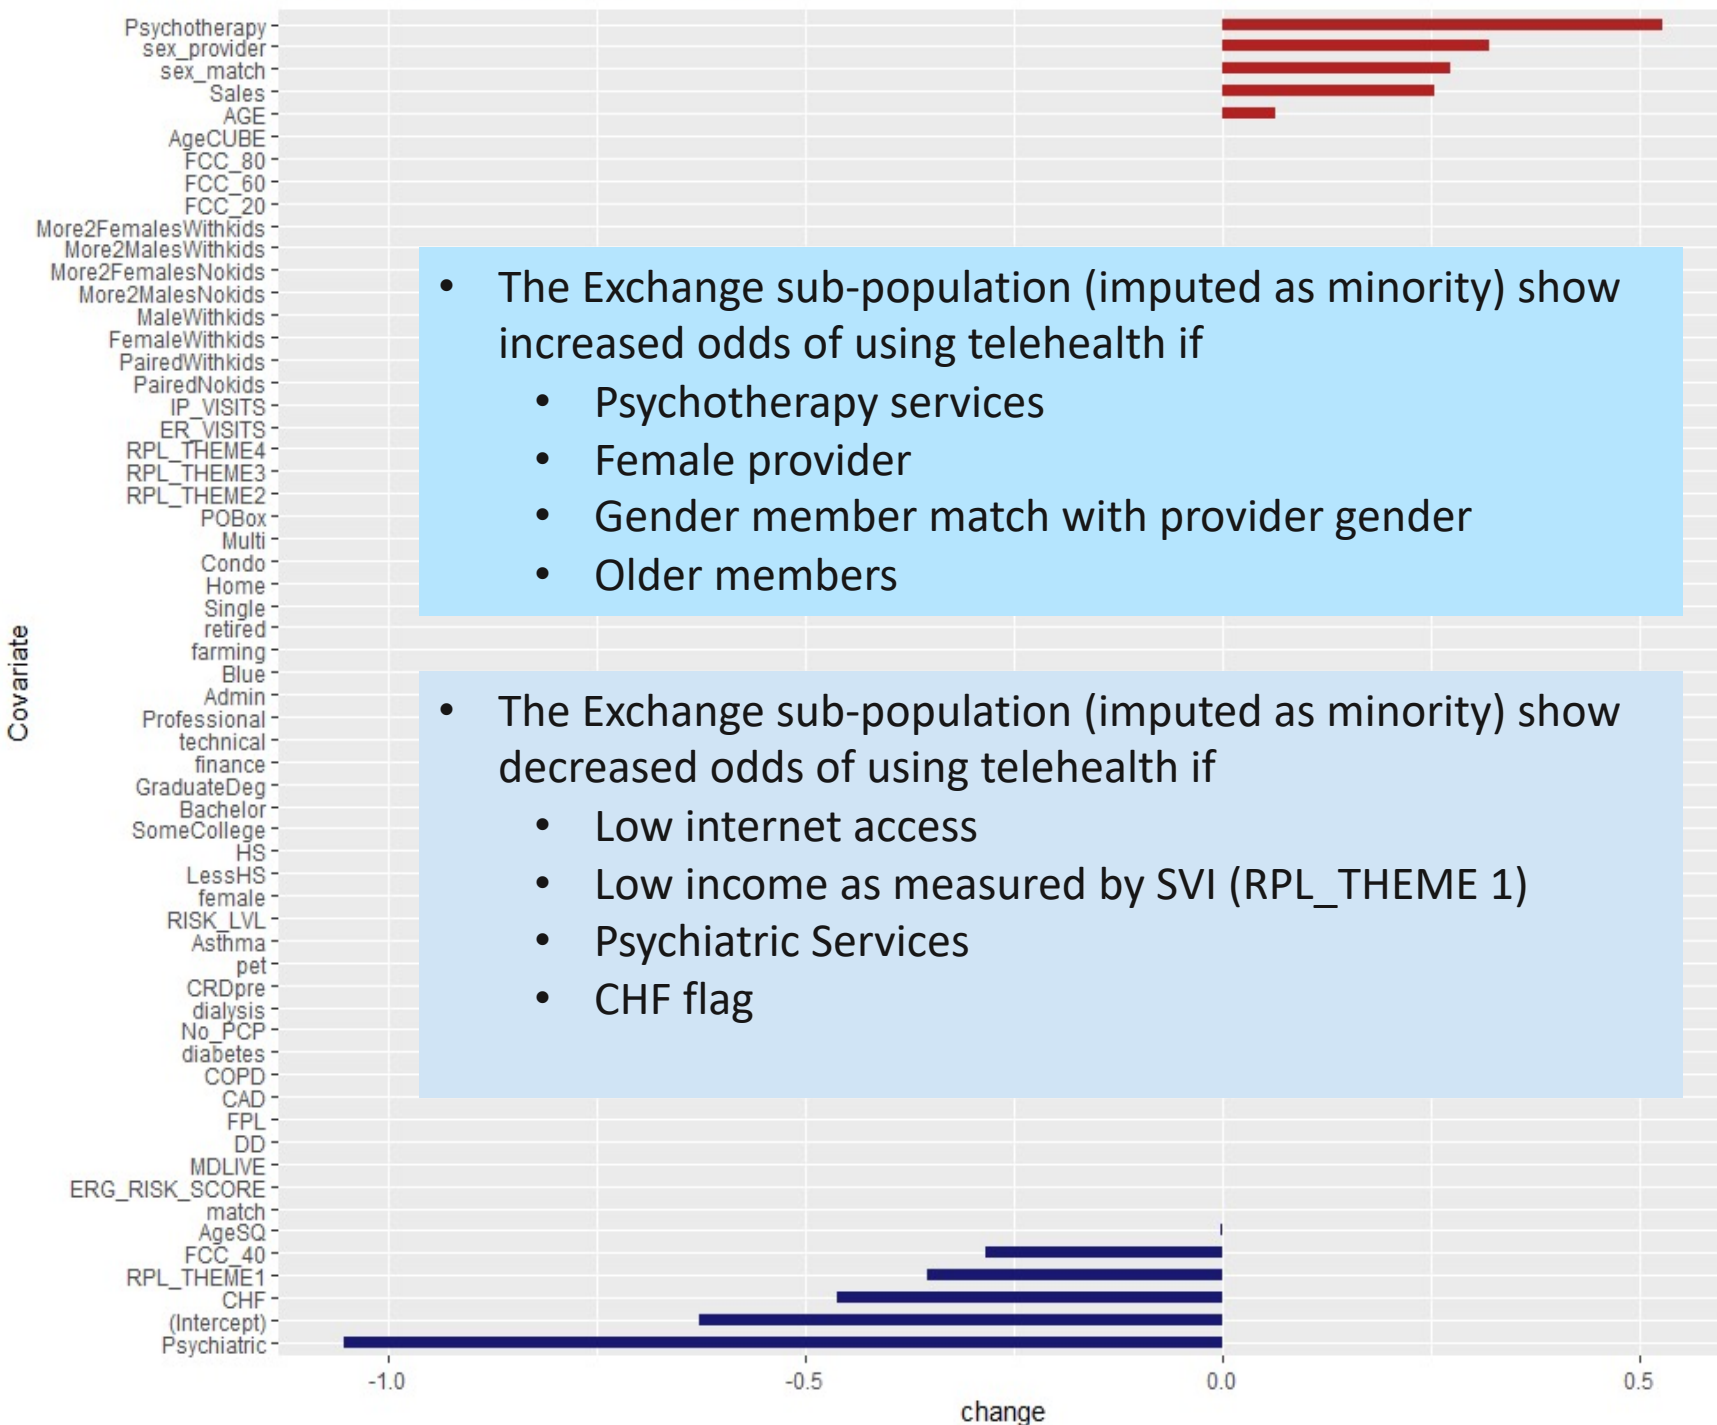 Psychotherapy
sex_provider
sex_match
Sales
AGE
AgeCUBE
FCC_80
FCC_60
FCC_20
More2FemalesWithkids
More2MalesWithkids
More2FemalesNokids
More2MalesNokids
MaleWithkids
FemaleWithkids
PairedWithkids
PairedNokids
IP_VISITS
ER_VISITS
RPL_THEME4
RPL_THEME3
RPL_THEME2
POBox
Multi
Condo
Home
Single
retired
farming
Blue
Admin
Professional
technical
finance
GraduateDeg
Bachelor
SomeCollege
HS
LessHS
female
RISK_LVL
Asthma
pet
CRDpre
dialysis
No_PCP
diabetes
COPD
CAD
FPL
DD
MDLIVE
ERG_RISK_SCORE
match
AgeSQ
FCC_40
RPL_THEME1
CHF
(Intercept)
Psychiatric
Covariate
• The Exchange sub-population (imputed as minority) show
increased odds of using telehealth if
• Psychotherapy services
• Female provider
• Gender member match with provider gender
• Older members
• The Exchange sub-population (imputed as minority) show
decreased odds of using telehealth if
• Low internet access
• Low income as measured by SVI (RPL_THEME 1)
• Psychiatric Services
• CHF flag
-1.0 -0.5 0.0 0.5
change